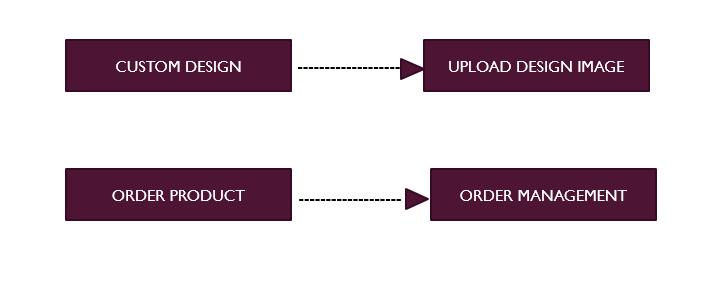 CUSTOM DESIGN
UPLOAD DESIGN IMAGE
ORDER PRODUCT
ORDER MANAGEMENT